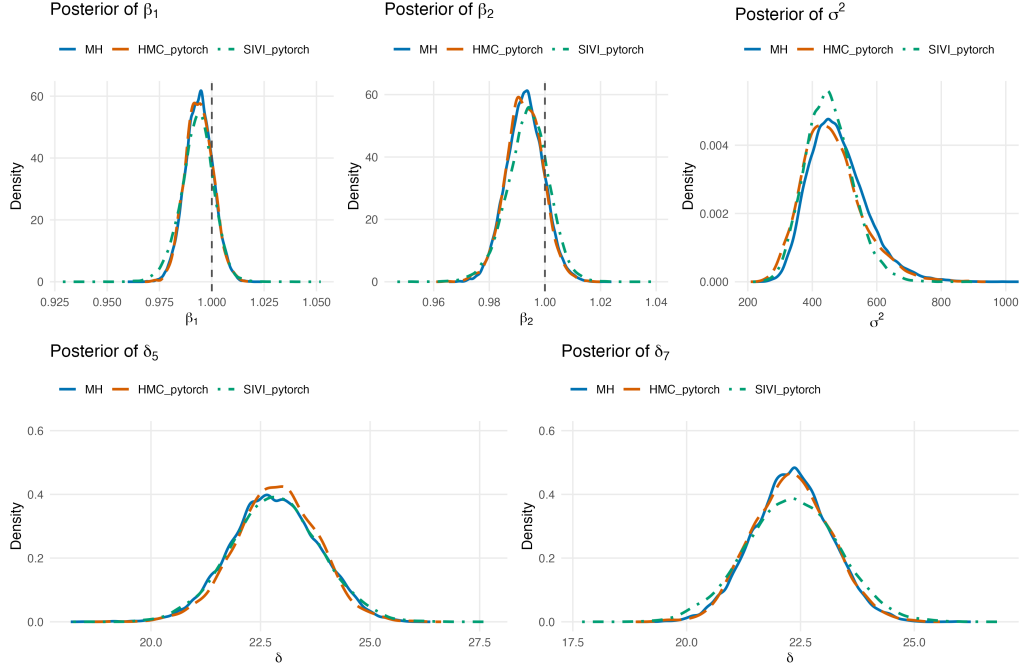 Posterior of β₁
MH HMC_pytorch SIVI_pytorch
Density
60
40
20
0
0.925 0.950 0.975 1.000 1.025 1.050
β₁
Posterior of β₂
MH HMC_pytorch SIVI_pytorch
Density
60
40
20
0
0.96 0.98 1.00 1.02 1.04
β₂
Posterior of σ²
MH HMC_pytorch SIVI_pytorch
Density
0.004
0.002
0.000
200 400 600 800 1000
σ²
Posterior of δ₅
MH HMC_pytorch SIVI_pytorch
Density
0.6
0.4
0.2
0.0
20.0 22.5 25.0 27.5
δ
Posterior of δ₇
MH HMC_pytorch SIVI_pytorch
Density
0.6
0.4
0.2
0.0
17.5 20.0 22.5 25.0
δ